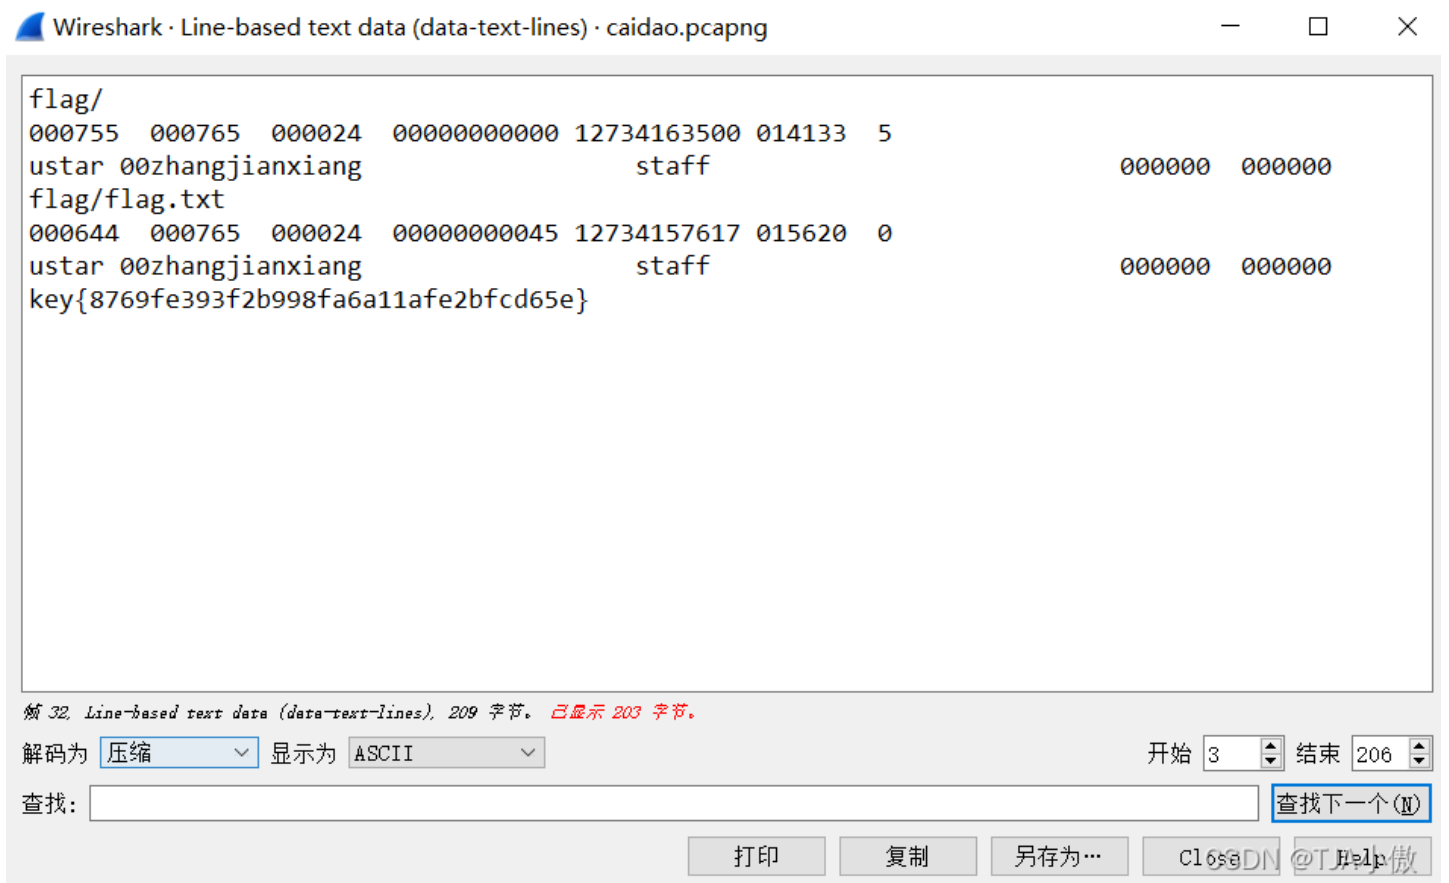 Wireshark · Line-based text data (data-text-lines) · caidao.pcapng
flag/
000755  000765  000024  00000000000 12734163500 014133  5
ustar 00zhangjianxiang                  staff                           000000  000000
flag/flag.txt
000644  000765  000024  00000000045 12734157617 015620  0
ustar 00zhangjianxiang                  staff                           000000  000000
key{8769fe393f2b998fa6a11afe2bfcd65e}
帧 32, Line-based text data (data-text-lines), 209 字节。 已显示 203 字节。
解码为 压缩 显示为 ASCII 开始 3 结束 206
查找: 查找下一个(N)
打印 复制 另存为… Close Help
CSDN @TJA小傲